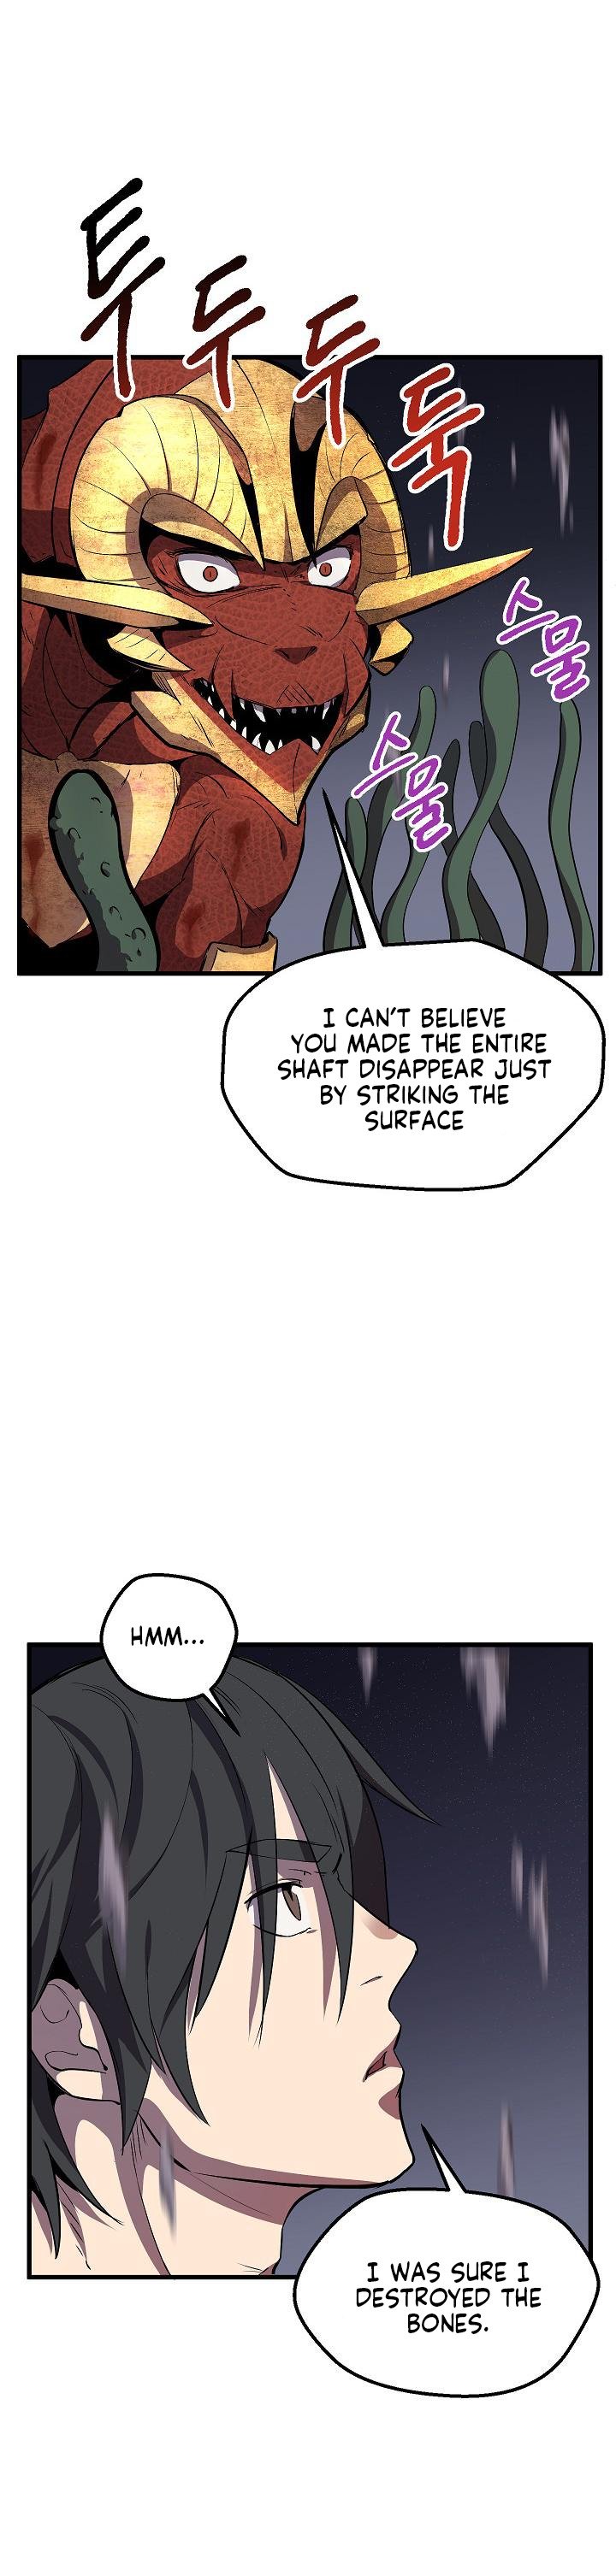 투두두둑
스물
스물
I CAN'T BELIEVE
YOU MADE THE ENTIRE
SHAFT DISAPPEAR JUST
BY STRIKING THE
SURFACE
HMM...
I WAS SURE I
DESTROYED THE
BONES.